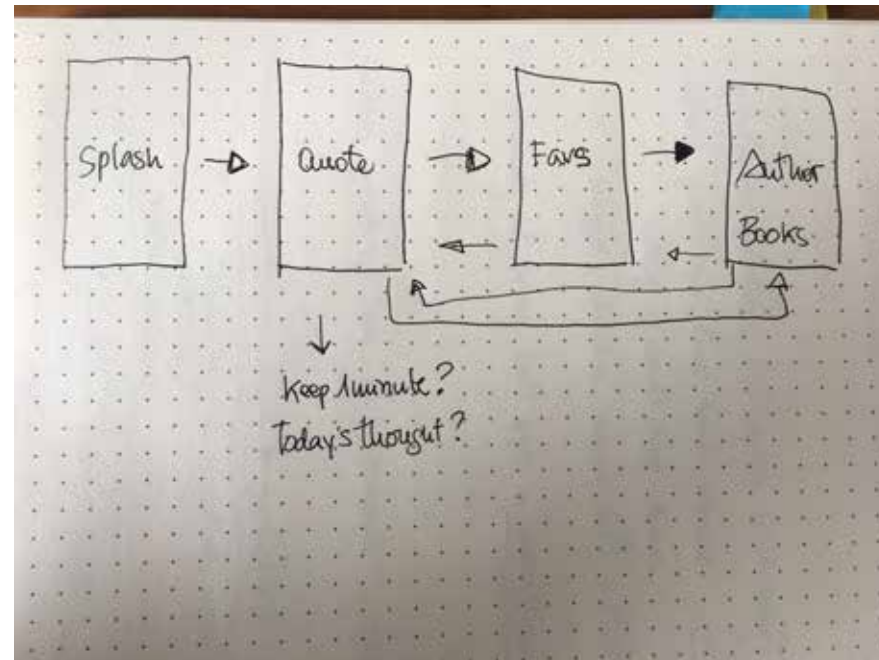 Splash
Quote
Favs
Author
Books
Keep 1 minute?
Today's thought?